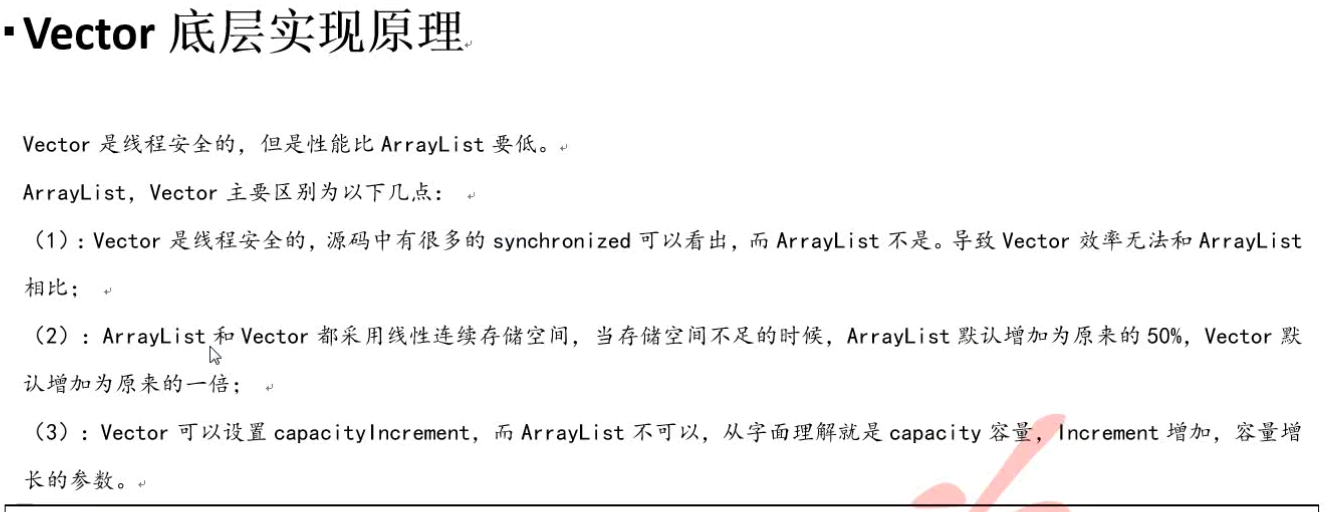 ▪Vector 底层实现原理
Vector 是线程安全的，但是性能比 ArrayList 要低。
ArrayList，Vector 主要区别为以下几点：
（1）：Vector 是线程安全的，源码中有很多的 synchronized 可以看出，而 ArrayList 不是。导致 Vector 效率无法和 ArrayList
相比；
（2）：ArrayList 和 Vector 都采用线性连续存储空间，当存储空间不足的时候，ArrayList 默认增加为原来的 50%，Vector 默
认增加为原来的一倍；
（3）：Vector 可以设置 capacityIncrement，而 ArrayList 不可以，从字面理解就是 capacity 容量，Increment 增加，容量增
长的参数。